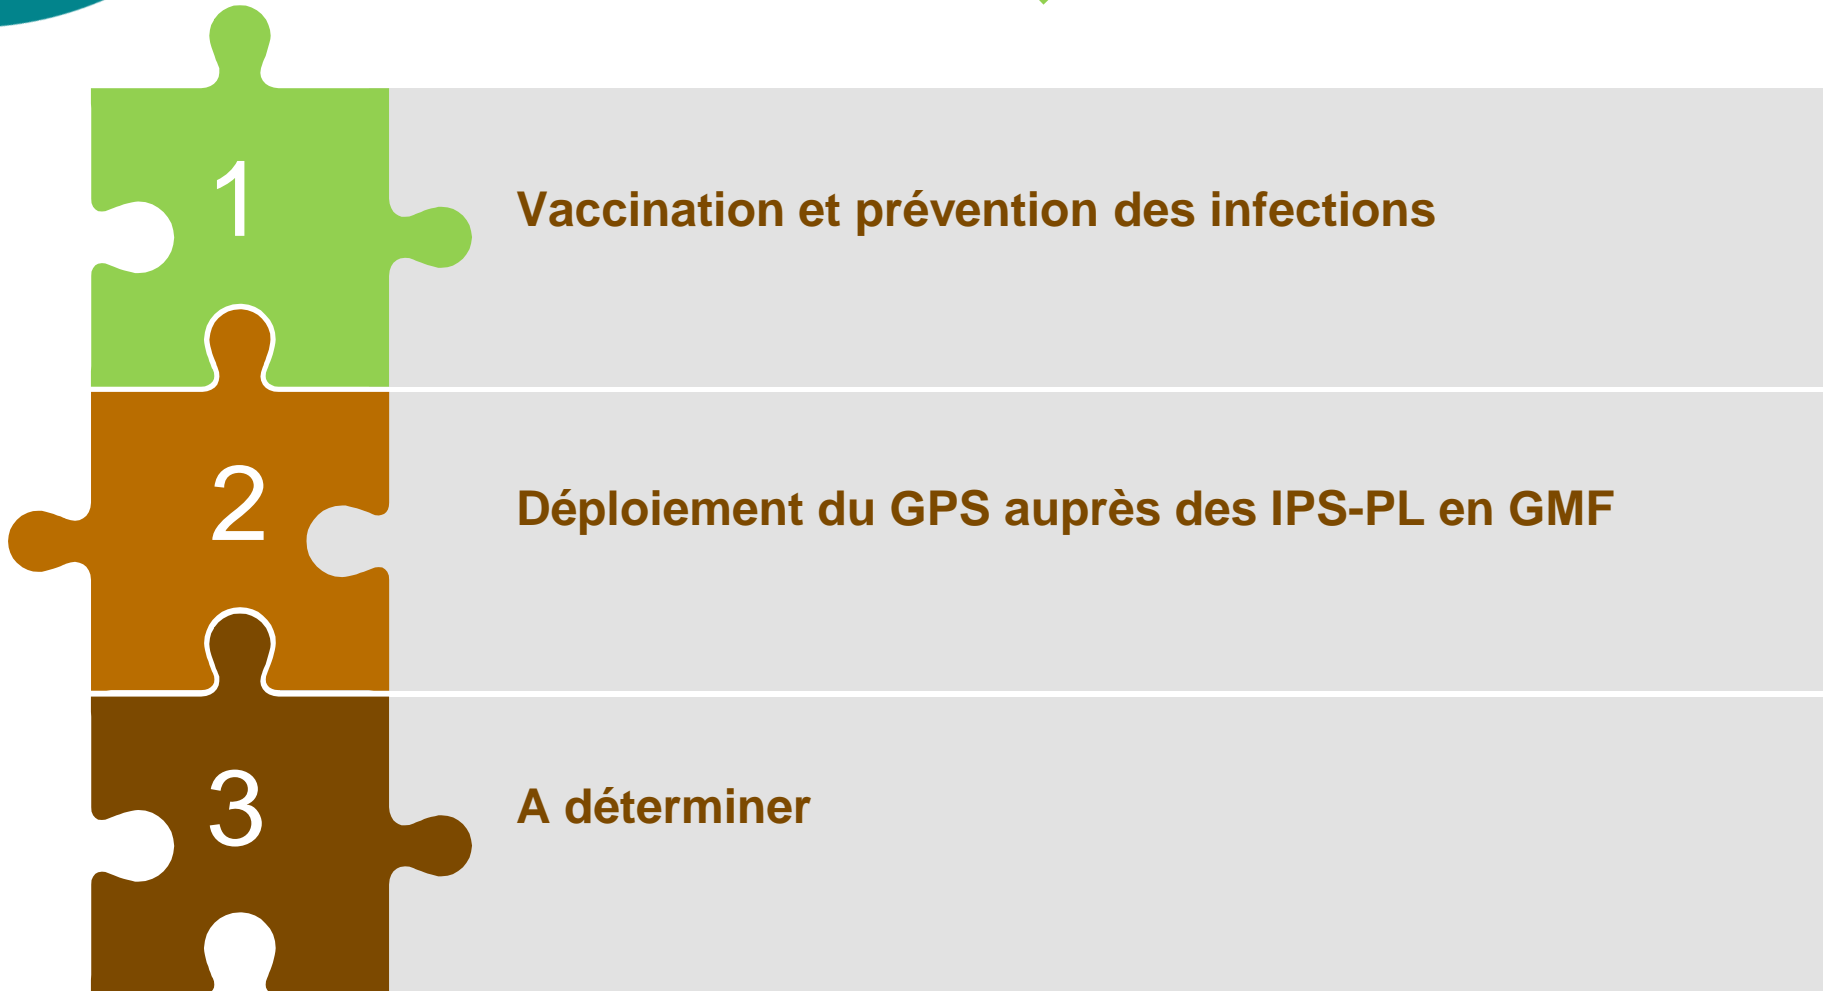 1
Vaccination et prévention des infections
2
Déploiement du GPS auprès des IPS-PL en GMF
3
A déterminer